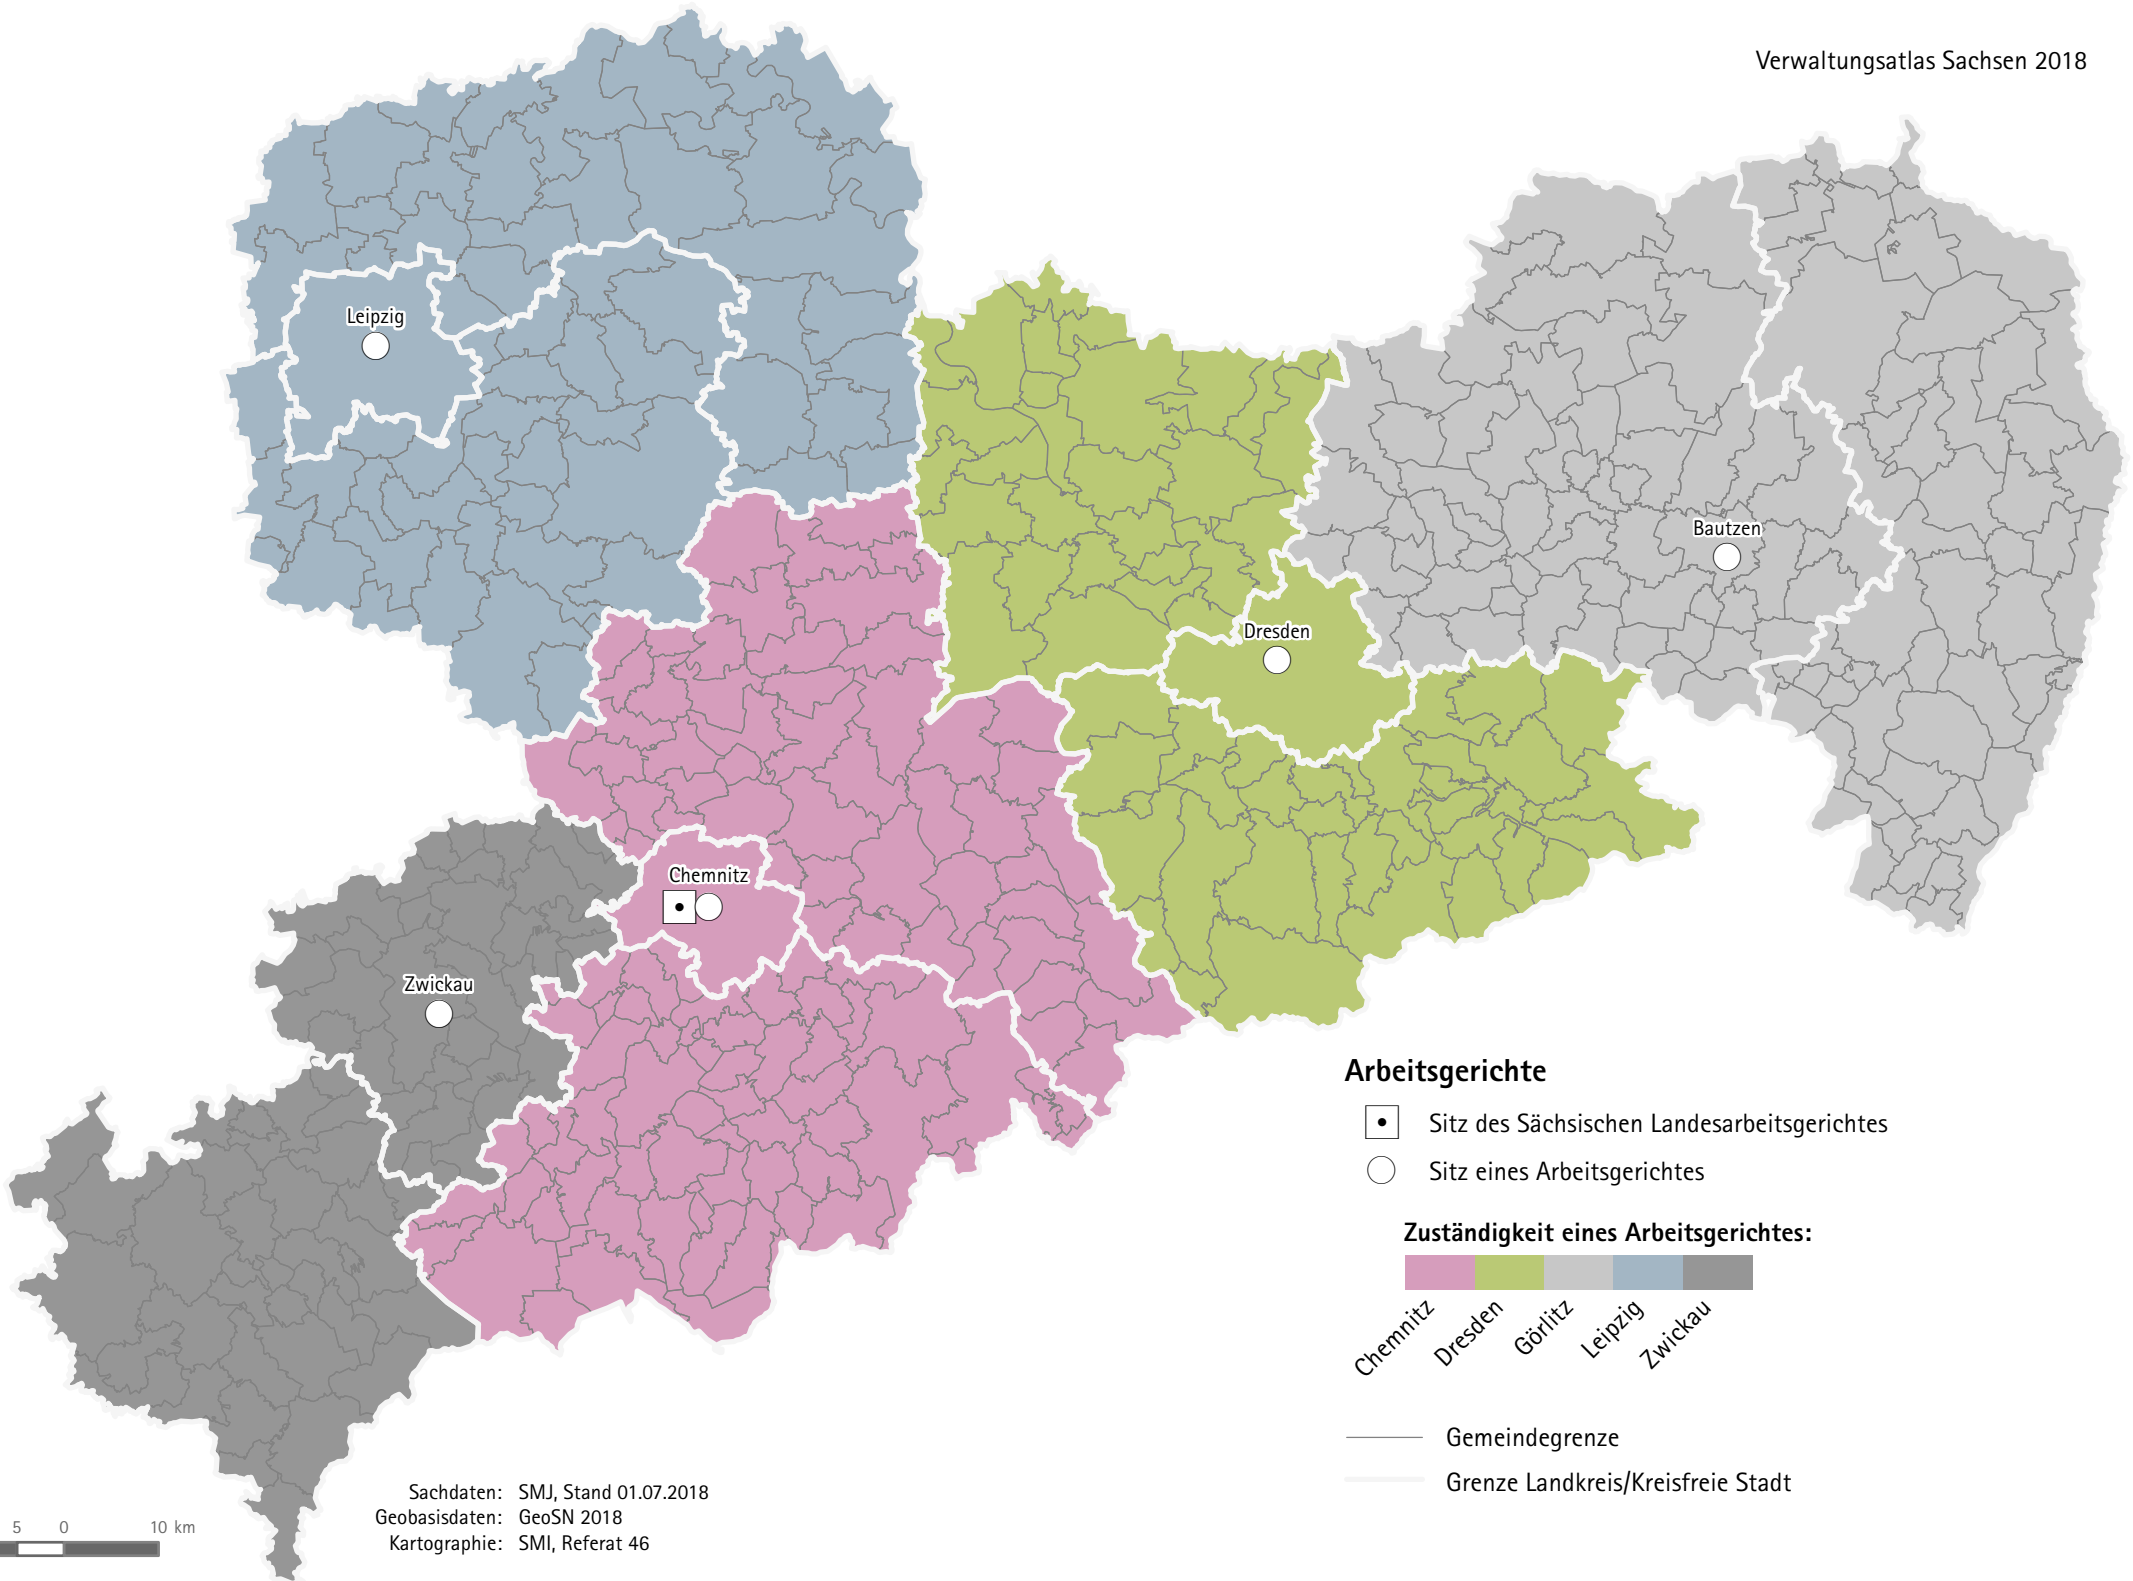 Verwaltungsatlas Sachsen 2018
Leipzig
Bautzen
Dresden
Chemnitz
Zwickau
Arbeitsgerichte
Sitz des Sächsischen Landesarbeitsgerichtes
Sitz eines Arbeitsgerichtes
Zuständigkeit eines Arbeitsgerichtes:
Chemnitz
Dresden
Görlitz
Leipzig
Zwickau
Gemeindegrenze
Grenze Landkreis/Kreisfreie Stadt
Sachdaten: SMJ, Stand 01.07.2018
Geobasisdaten: GeoSN 2018
Kartographie: SMI, Referat 46
5 0 10 km